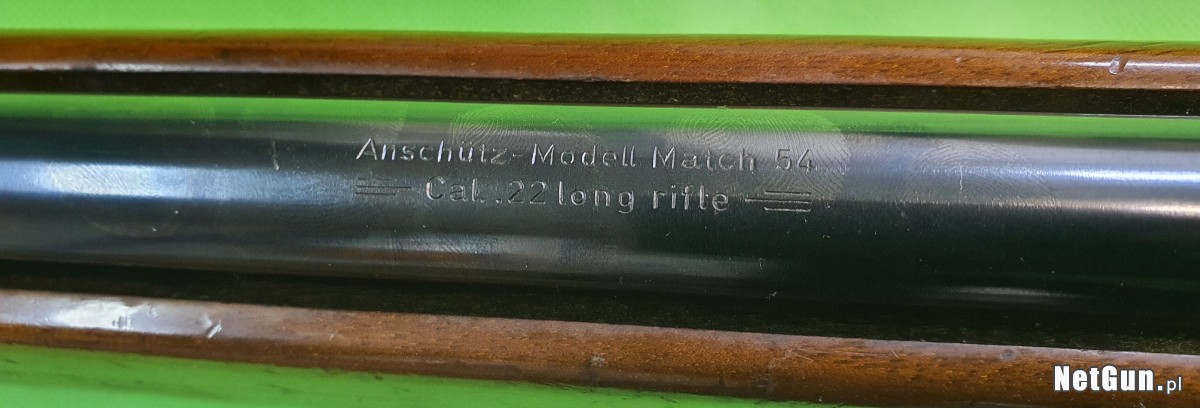 Anschütz-Modell Match 54
Cal. .22 long rifle
NetGun.pl